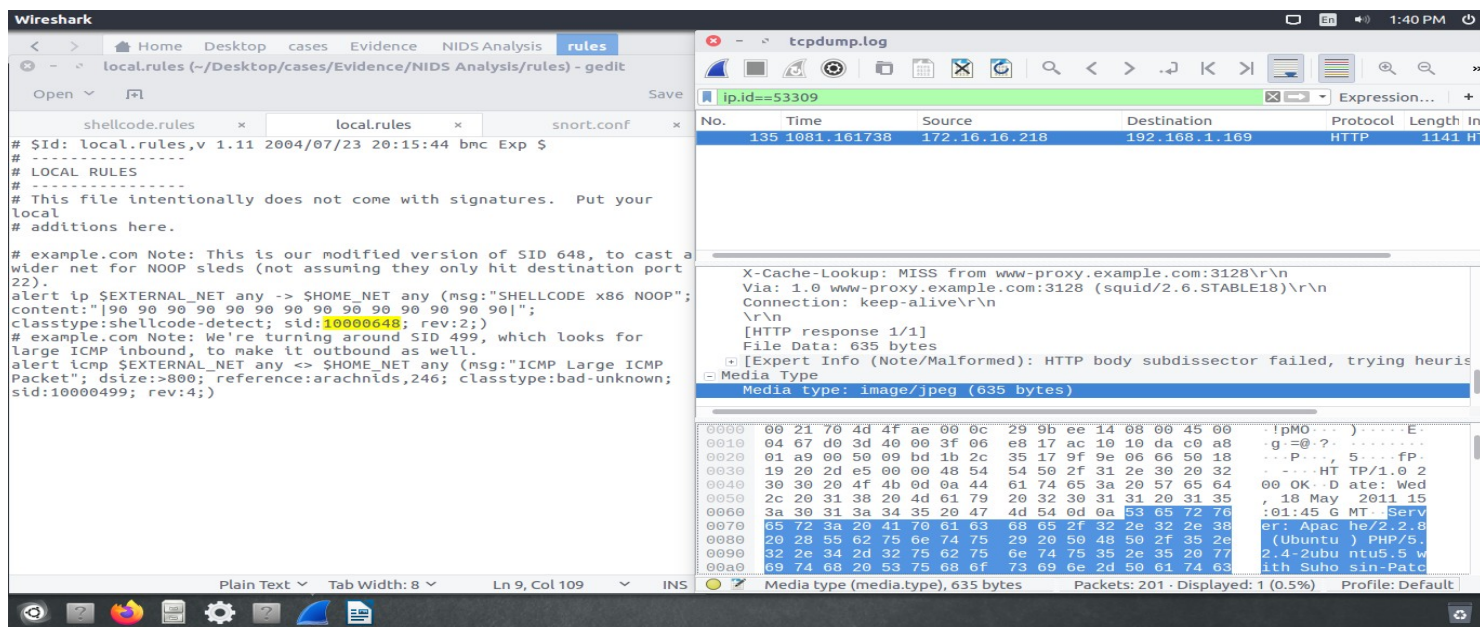 Wireshark
En
1:40 PM
Home Desktop cases Evidence NIDS Analysis rules
local.rules (~/Desktop/cases/Evidence/NIDS Analysis/rules) - gedit
Open
Save
shellcode.rules × local.rules × snort.conf ×
# $Id: local.rules,v 1.11 2004/07/23 20:15:44 bmc Exp $
# ----------------
# LOCAL RULES
# ----------------
# This file intentionally does not come with signatures.  Put your
local
# additions here.
# example.com Note: This is our modified version of SID 648, to cast a
wider net for NOOP sleds (not assuming they only hit destination port
22).
alert ip $EXTERNAL_NET any -> $HOME_NET any (msg:"SHELLCODE x86 NOOP";
content:"|90 90 90 90 90 90 90 90 90 90 90 90 90 90|";
classtype:shellcode-detect; sid:10000648; rev:2;)
# example.com Note: We're turning around SID 499, which looks for
large ICMP inbound, to make it outbound as well.
alert icmp $EXTERNAL_NET any <> $HOME_NET any (msg:"ICMP Large ICMP
Packet"; dsize:>800; reference:arachnids,246; classtype:bad-unknown;
sid:10000499; rev:4;)
Plain Text Tab Width: 8 Ln 9, Col 109 INS
tcpdump.log
ip.id==53309
Expression... +
No. Time Source Destination Protocol Length In
135 1081.161738 172.16.16.218 192.168.1.169 HTTP 1141 HT
X-Cache-Lookup: MISS from www-proxy.example.com:3128\r\n
Via: 1.0 www-proxy.example.com:3128 (squid/2.6.STABLE18)\r\n
Connection: keep-alive\r\n
\r\n
[HTTP response 1/1]
File Data: 635 bytes
[Expert Info (Note/Malformed): HTTP body subdissector failed, trying heuris
Media Type
Media type: image/jpeg (635 bytes)
0000 00 21 70 4d 4f ae 00 0c 29 9b ee 14 08 00 45 00 ·!pMO··· )·····E·
0010 04 67 d0 3d 40 00 3f 06 e8 17 ac 10 10 da c0 a8 ·g·=@·?· ········
0020 01 a9 00 50 09 bd 1b 2c 35 17 9f 9e 06 66 50 18 ···P···, 5····fP·
0030 19 20 2d e5 00 00 48 54 54 50 2f 31 2e 30 20 32 · -···HT TP/1.0 2
0040 30 30 20 4f 4b 0d 0a 44 61 74 65 3a 20 57 65 64 00 OK··D ate: Wed
0050 2c 20 31 38 20 4d 61 79 20 32 30 31 31 20 31 35 , 18 May  2011 15
0060 3a 30 31 3a 34 35 20 47 4d 54 0d 0a 53 65 72 76 :01:45 G MT··Serv
0070 65 72 3a 20 41 70 61 63 68 65 2f 32 2e 32 2e 38 er: Apac he/2.2.8
0080 20 28 55 62 75 6e 74 75 29 20 50 48 50 2f 35 2e (Ubuntu ) PHP/5.
0090 32 2e 34 2d 32 75 62 75 6e 74 75 35 2e 35 20 77 2.4-2ubu ntu5.5 w
00a0 69 74 68 20 53 75 68 6f 73 69 6e 2d 50 61 74 63 ith Suho sin-Patc
Media type (media.type), 635 bytes Packets: 201 · Displayed: 1 (0.5%) Profile: Default